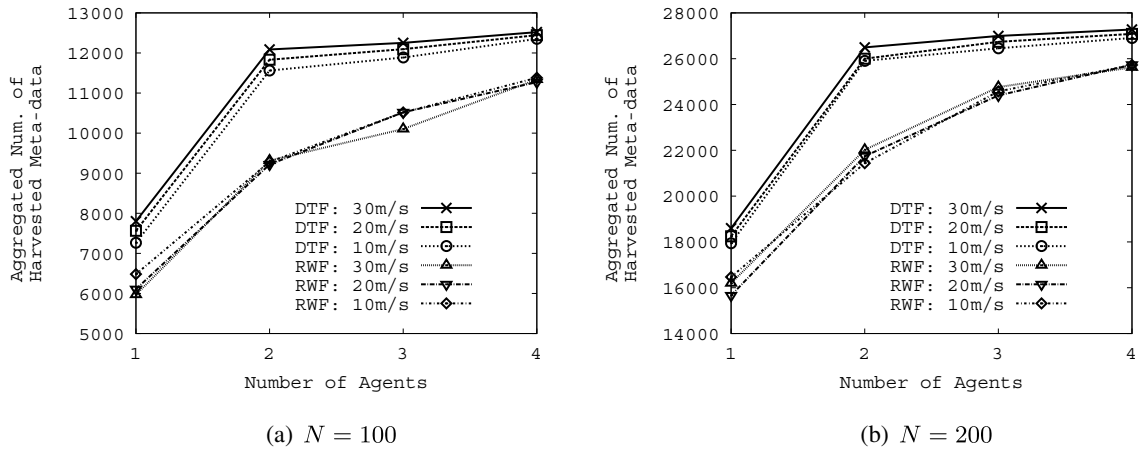 13000
12000
11000
10000
9000
8000
7000
6000
5000
1 2 3 4
Aggregated Num. of
Harvested Meta-data
Number of Agents
DTF: 30m/s
DTF: 20m/s
DTF: 10m/s
RWF: 30m/s
RWF: 20m/s
RWF: 10m/s
(a) N = 100
28000
26000
24000
22000
20000
18000
16000
14000
1 2 3 4
Aggregated Num. of
Harvested Meta-data
Number of Agents
DTF: 30m/s
DTF: 20m/s
DTF: 10m/s
RWF: 30m/s
RWF: 20m/s
RWF: 10m/s
(b) N = 200